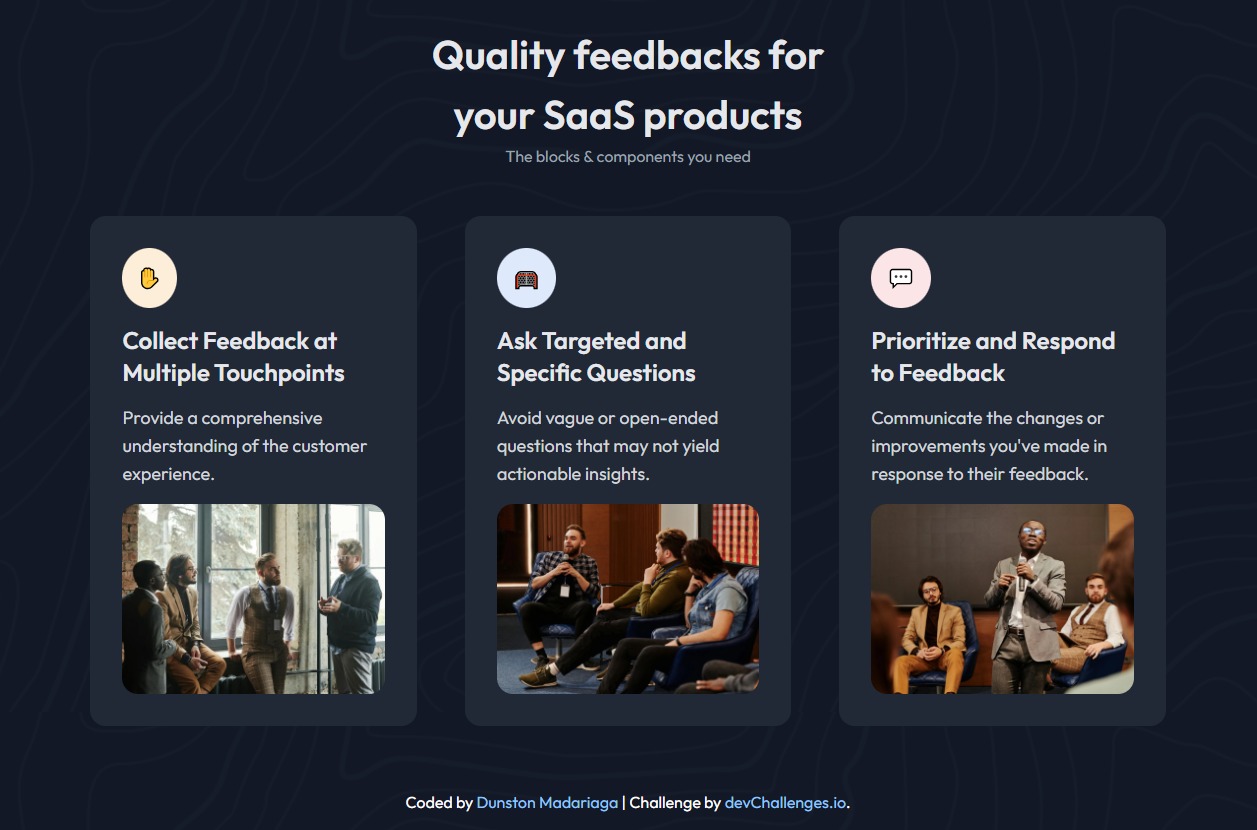 Quality feedbacks for
your SaaS products
The blocks & components you need
Collect Feedback at
Multiple Touchpoints
Provide a comprehensive
understanding of the customer
experience.
Ask Targeted and
Specific Questions
Avoid vague or open-ended
questions that may not yield
actionable insights.
Prioritize and Respond
to Feedback
Communicate the changes or
improvements you've made in
response to their feedback.
Coded by Dunston Madariaga | Challenge by devChallenges.io.